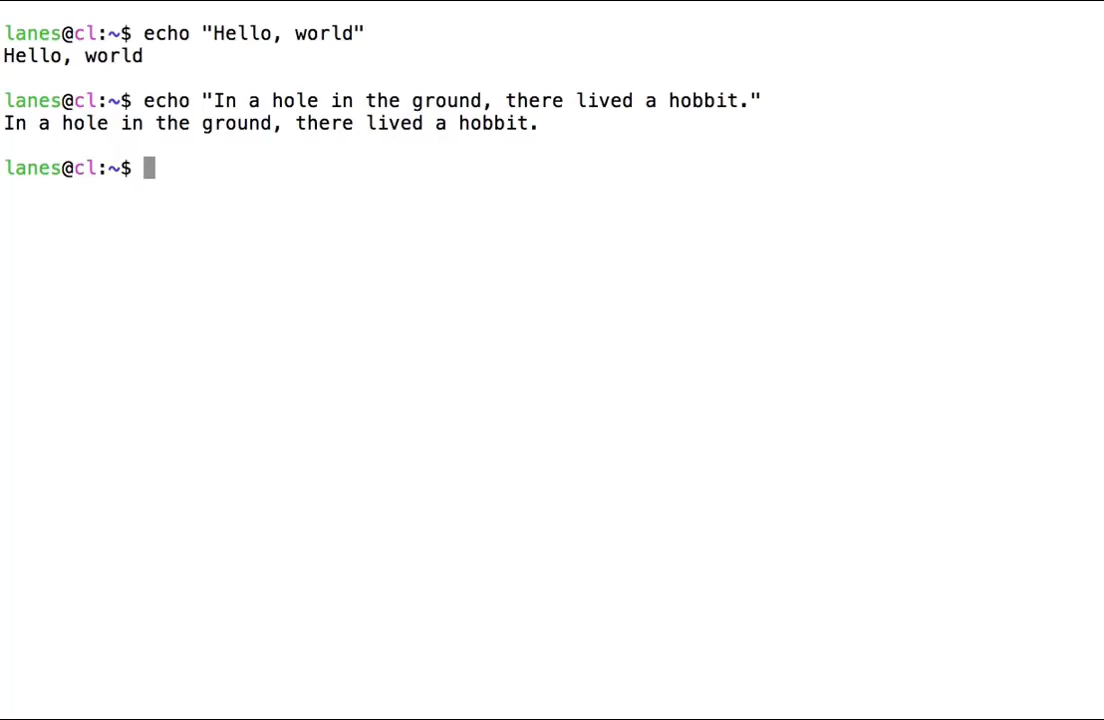 lanes@cl:~$ echo "Hello, world"
Hello, world
lanes@cl:~$ echo "In a hole in the ground, there lived a hobbit."
In a hole in the ground, there lived a hobbit.
lanes@cl:~$